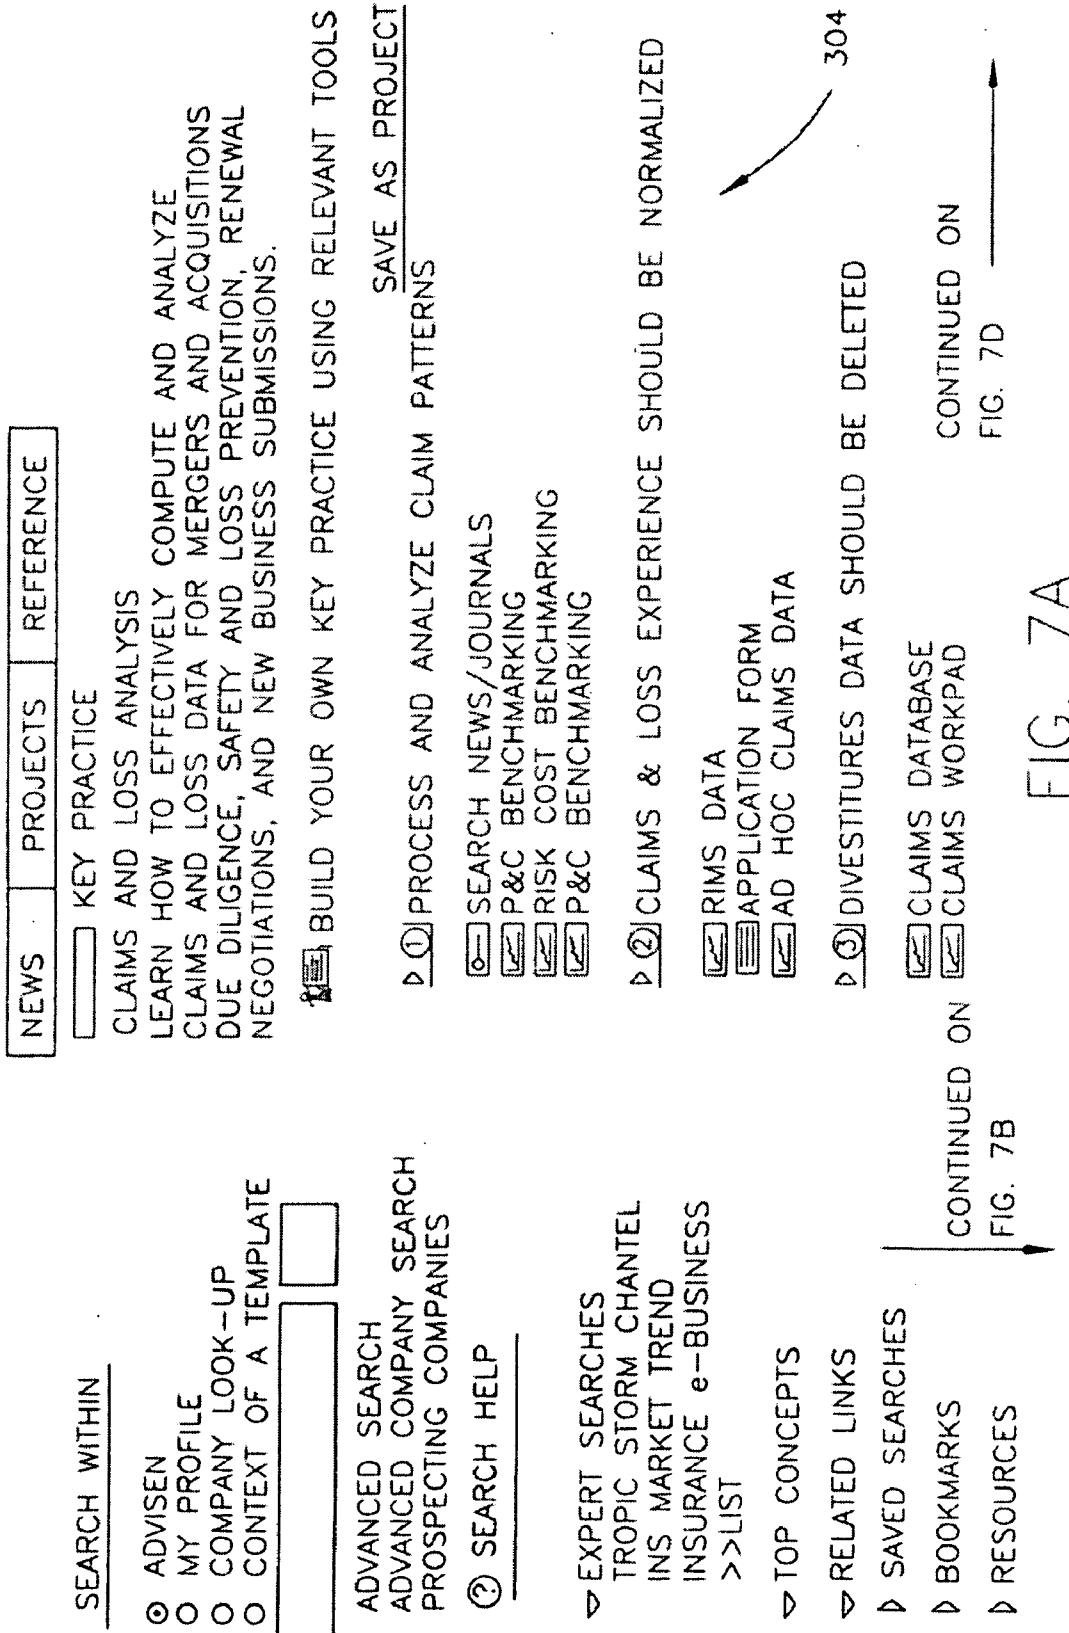 SEARCH WITHIN
ADVISEN
MY PROFILE
COMPANY LOOK-UP
CONTEXT OF A TEMPLATE
ADVANCED SEARCH
ADVANCED COMPANY SEARCH
PROSPECTING COMPANIES
? SEARCH HELP
EXPERT SEARCHES
TROPIC STORM CHANTEL
INS MARKET TREND
INSURANCE e-BUSINESS
>>LIST
TOP CONCEPTS
RELATED LINKS
SAVED SEARCHES
BOOKMARKS
RESOURCES
CONTINUED ON
FIG. 7B
NEWS PROJECTS REFERENCE
KEY PRACTICE
CLAIMS AND LOSS ANALYSIS
LEARN HOW TO EFFECTIVELY COMPUTE AND ANALYZE
CLAIMS AND LOSS DATA FOR MERGERS AND ACQUISITIONS
DUE DILIGENCE, SAFETY AND LOSS PREVENTION, RENEWAL
NEGOTIATIONS, AND NEW BUSINESS SUBMISSIONS.
BUILD YOUR OWN KEY PRACTICE USING RELEVANT TOOLS
SAVE AS PROJECT
1 PROCESS AND ANALYZE CLAIM PATTERNS
SEARCH NEWS/JOURNALS
P&C BENCHMARKING
RISK COST BENCHMARKING
P&C BENCHMARKING
2 CLAIMS & LOSS EXPERIENCE SHOULD BE NORMALIZED
RIMS DATA
APPLICATION FORM
AD HOC CLAIMS DATA
304
3 DIVESTITURES DATA SHOULD BE DELETED
CLAIMS DATABASE
CLAIMS WORKPAD
CONTINUED ON
FIG. 7D
FIG. 7A